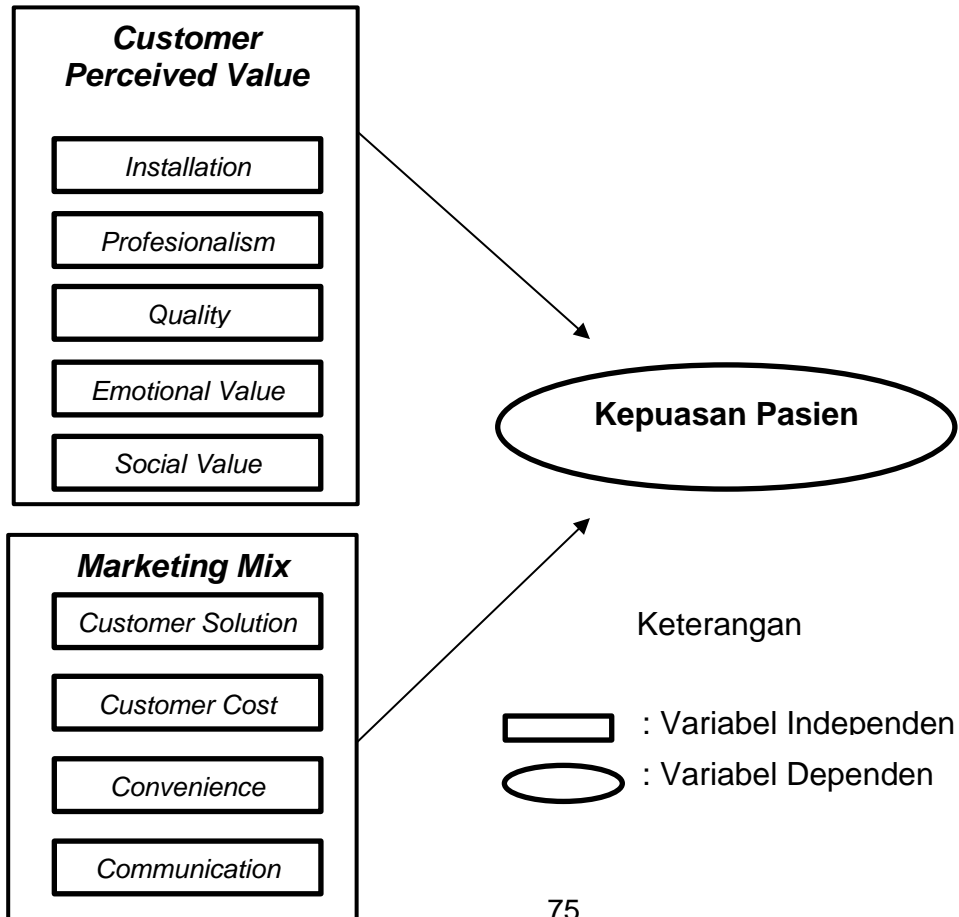 Customer
Perceived Value
Installation
Profesionalism
Quality
Emotional Value
Social Value
Kepuasan Pasien
Marketing Mix
Customer Solution
Customer Cost
Convenience
Communication
Keterangan
: Variabel Independen
: Variabel Dependen
75